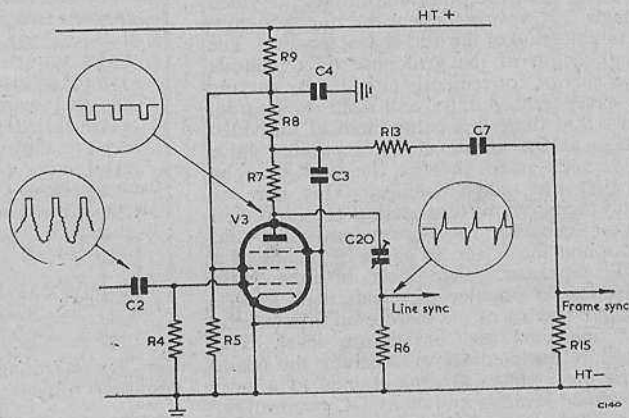 HT+
R9
C4
R8
R13
C7
R7
C3
V3
C20
C2
Line sync
Frame sync
R4
R5
R6
R15
HT-
C140